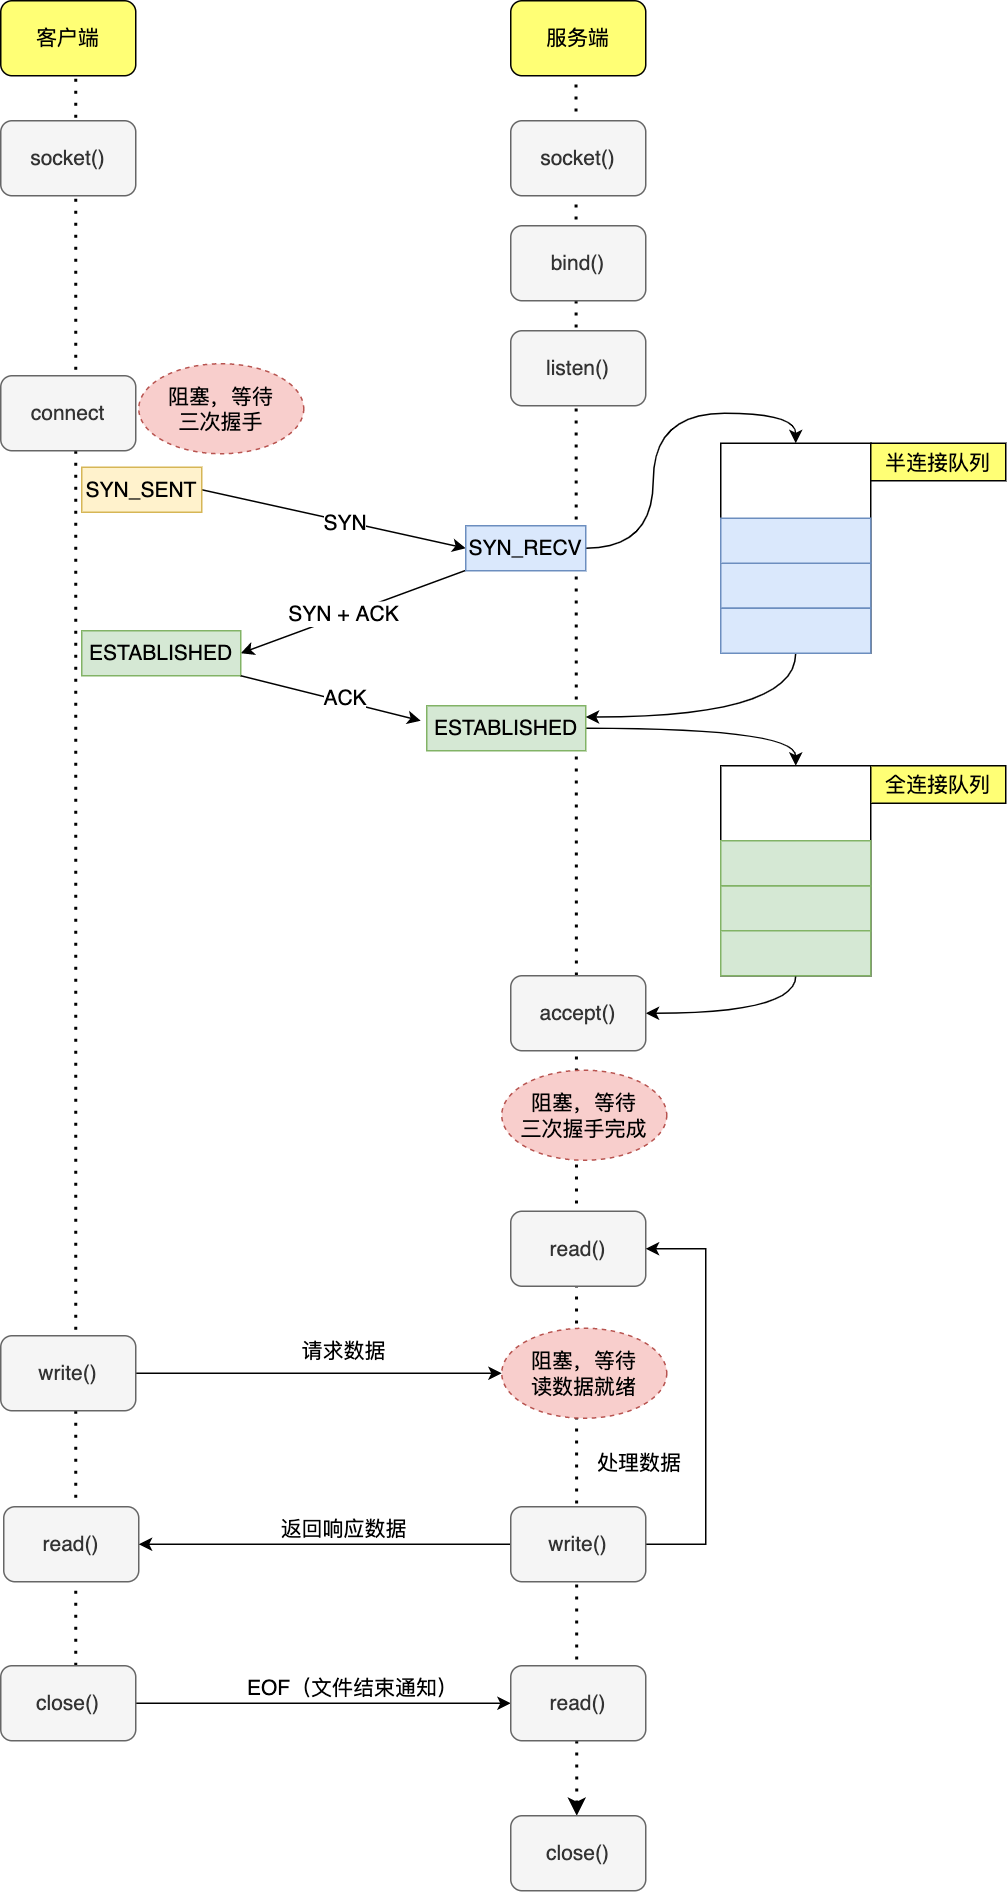 客户端
服务端
socket()
socket()
bind()
listen()
connect
阻塞，等待
三次握手
半连接队列
SYN_SENT
SYN
SYN_RECV
SYN + ACK
ESTABLISHED
ACK
ESTABLISHED
全连接队列
accept()
阻塞，等待
三次握手完成
read()
请求数据
阻塞，等待
读数据就绪
write()
处理数据
返回响应数据
read()
write()
EOF（文件结束通知）
close()
read()
close()